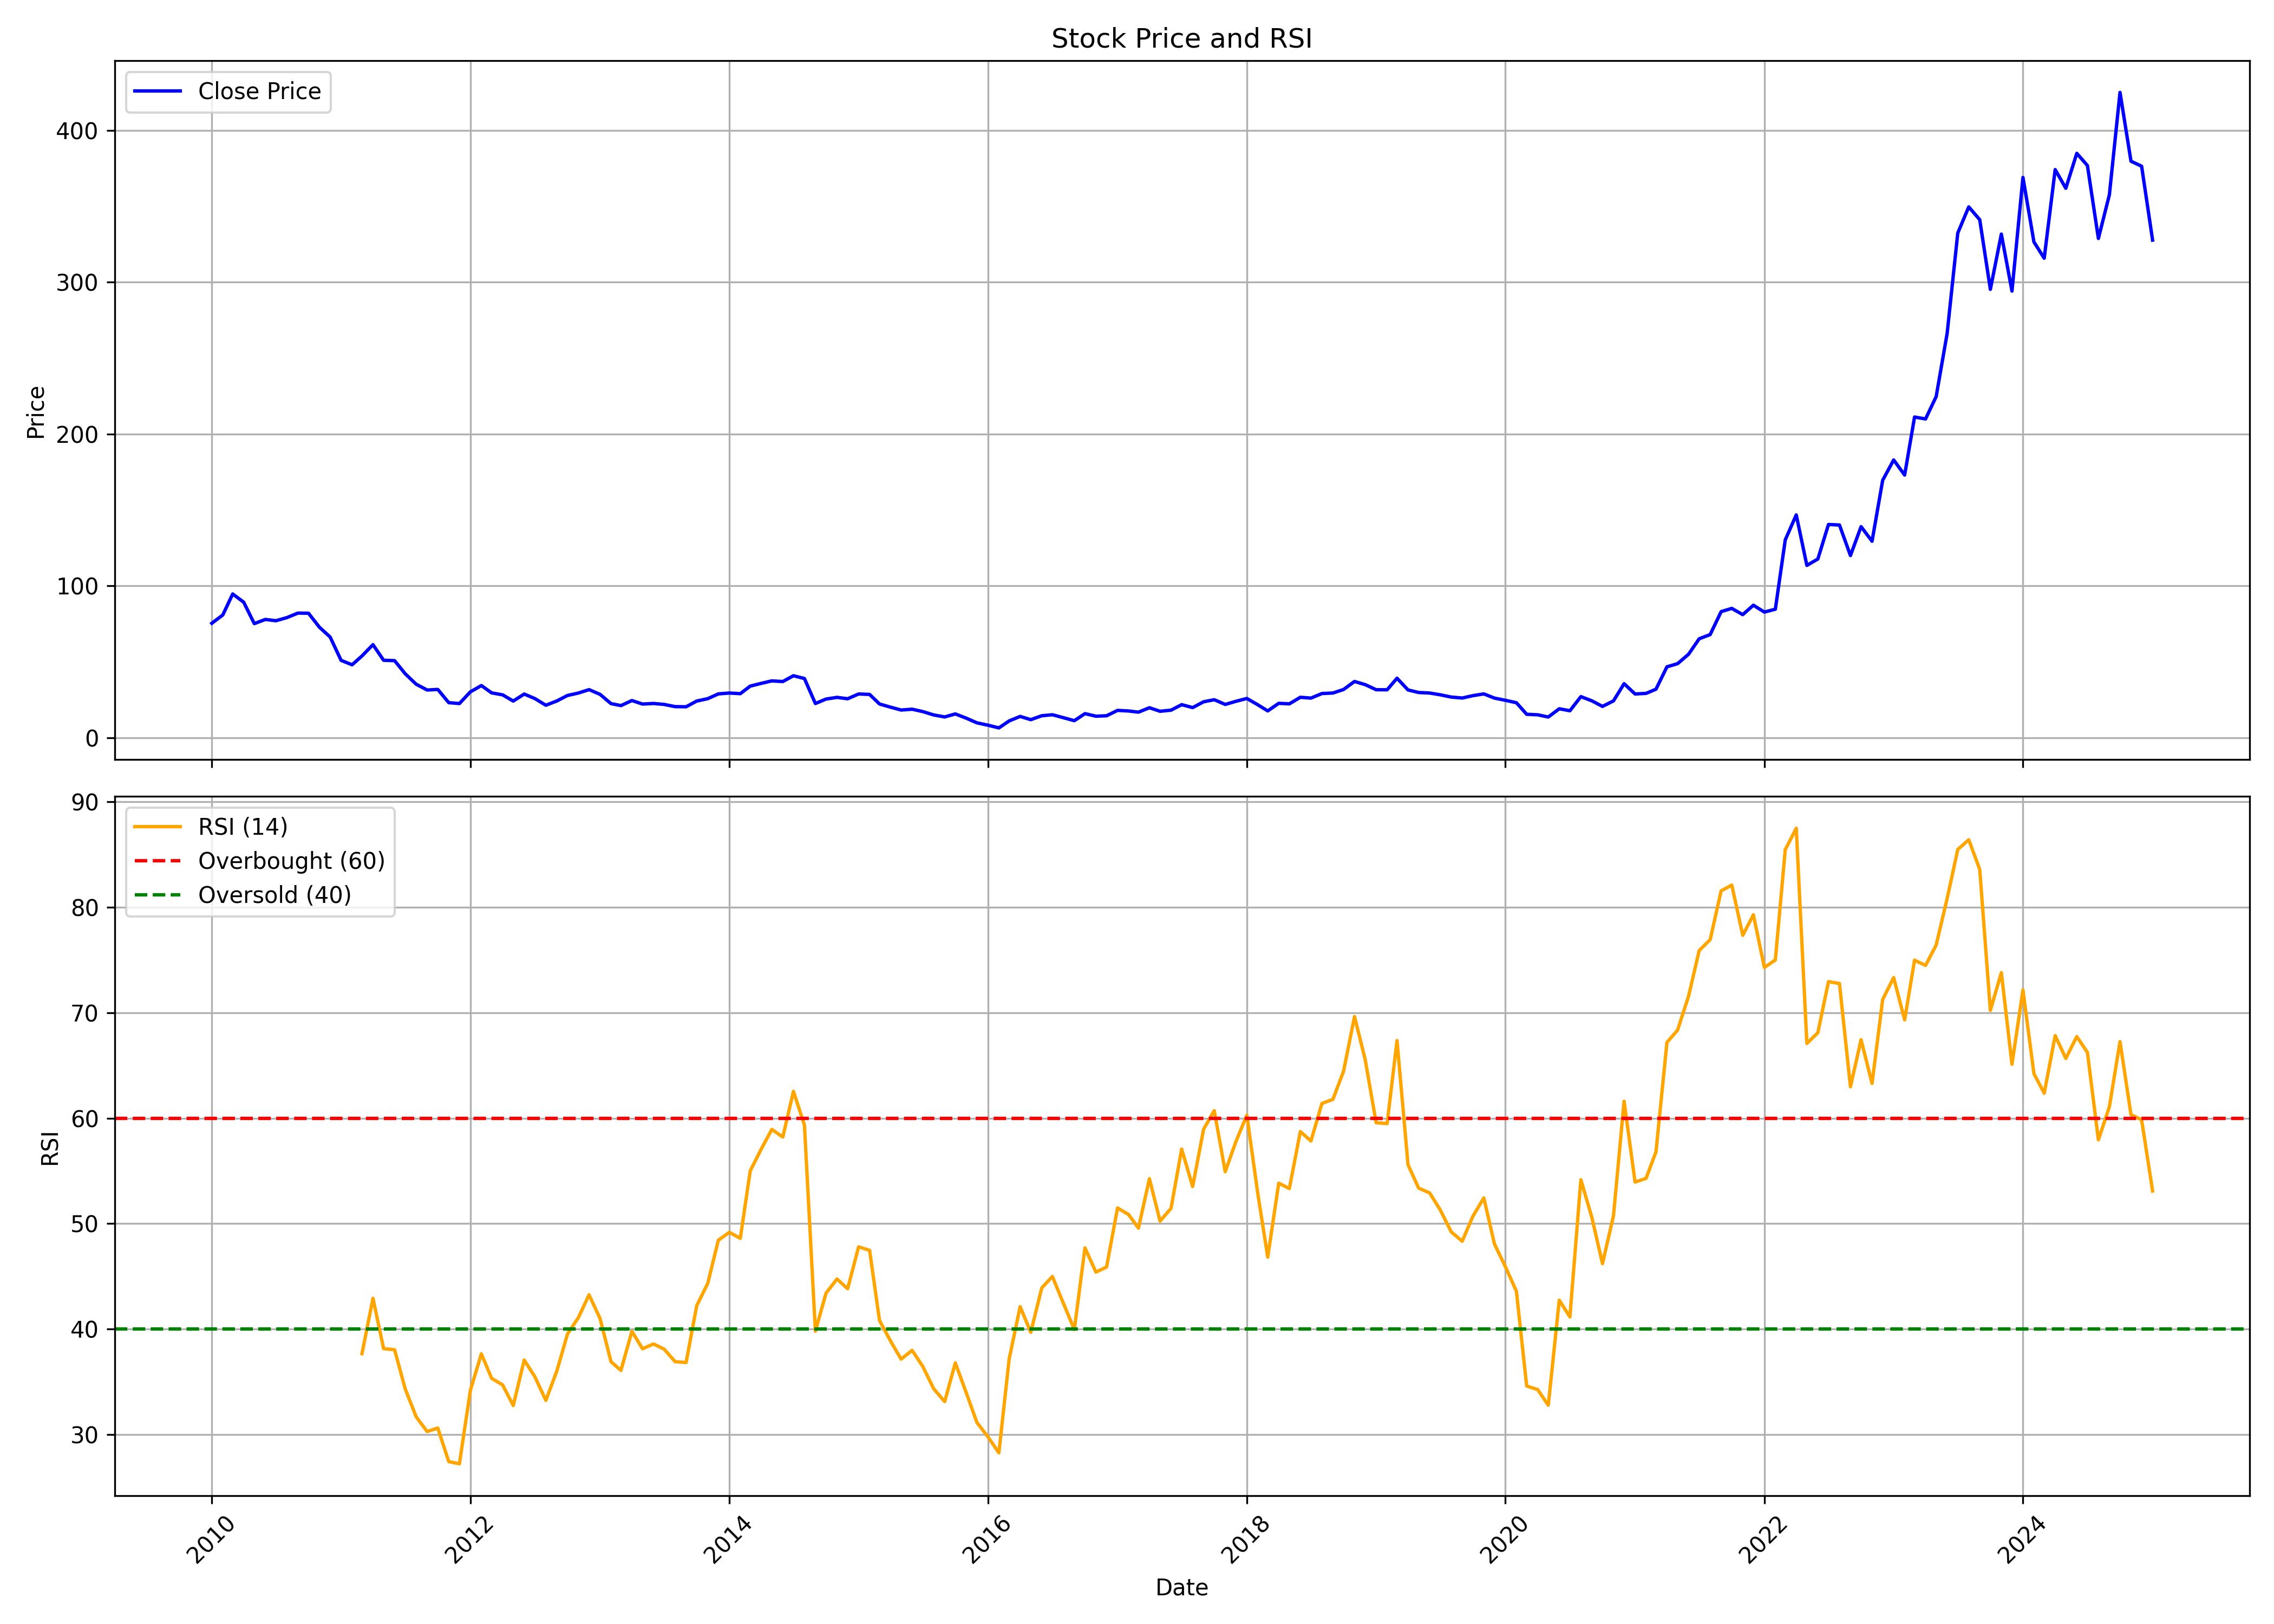 Stock Price and RSI
Close Price
400
300
200
100
0
Price
90
80
70
60
50
40
30
RSI
RSI (14)
Overbought (60)
Oversold (40)
2010
2012
2014
2016
2018
2020
2022
2024
Date